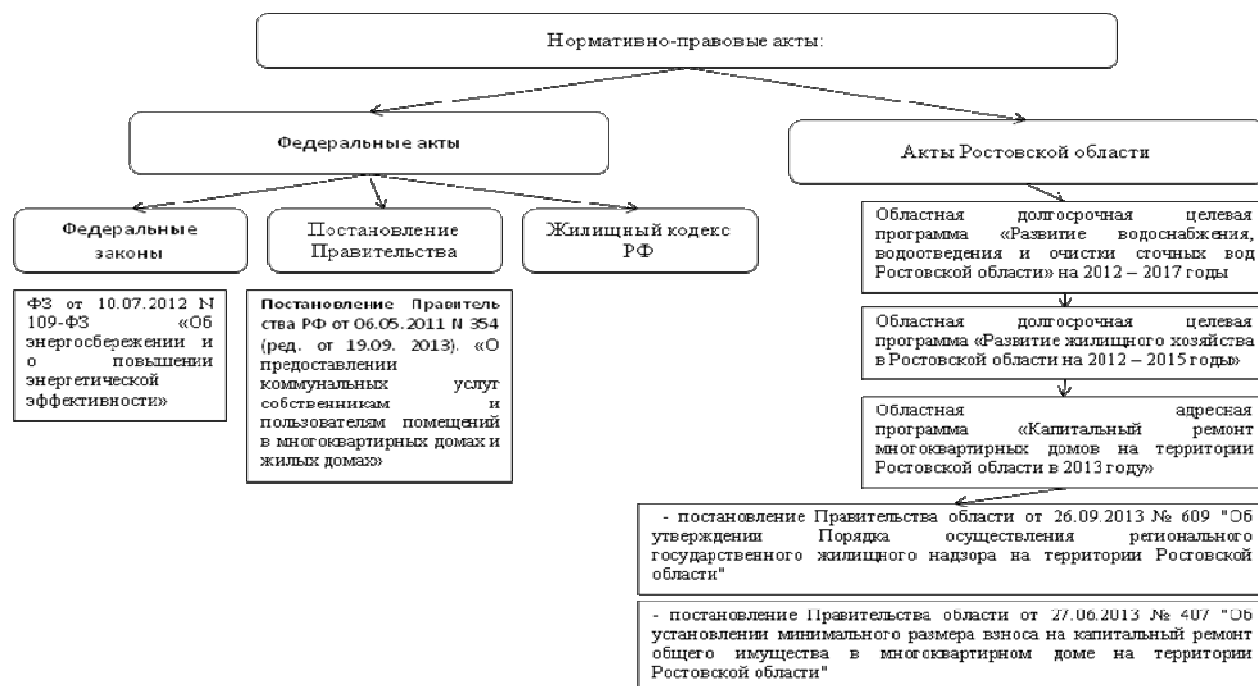 Нормативно-правовые акты:
Федеральные акты
Акты Ростовской области
Федеральные
законы
Постановление
Правительства
Жилищный кодекс
РФ
ФЗ от 10.07.2012 N
109-ФЗ «Об
энергосбережении и
о повышении
энергетической
эффективности»
Постановление Правитель
ства РФ от 06.05.2011 N 354
(ред. от 19.09. 2013). «О
предоставлении
коммунальных услуг
собственникам и
пользователям помещений
в многоквартирных домах и
жилых домах»
Областная долгосрочная целевая
программа «Развитие водоснабжения,
водоотведения и очистки сточных вод
Ростовской области» на 2012 – 2017 годы
Областная долгосрочная целевая
программа «Развитие жилищного хозяйства
в Ростовской области на 2012 – 2015 годы»
Областная адресная
программа «Капитальный ремонт
многоквартирных домов на территории
Ростовской области в 2013 году»
- постановление Правительства области от 26.09.2013 № 609 "Об
утверждении Порядка осуществления регионального
государственного жилищного надзора на территории Ростовской
области"
- постановление Правительства области от 27.06.2013 № 407 "Об
установлении минимального размера взноса на капитальный ремонт
общего имущества в многоквартирном доме на территории
Ростовской области"